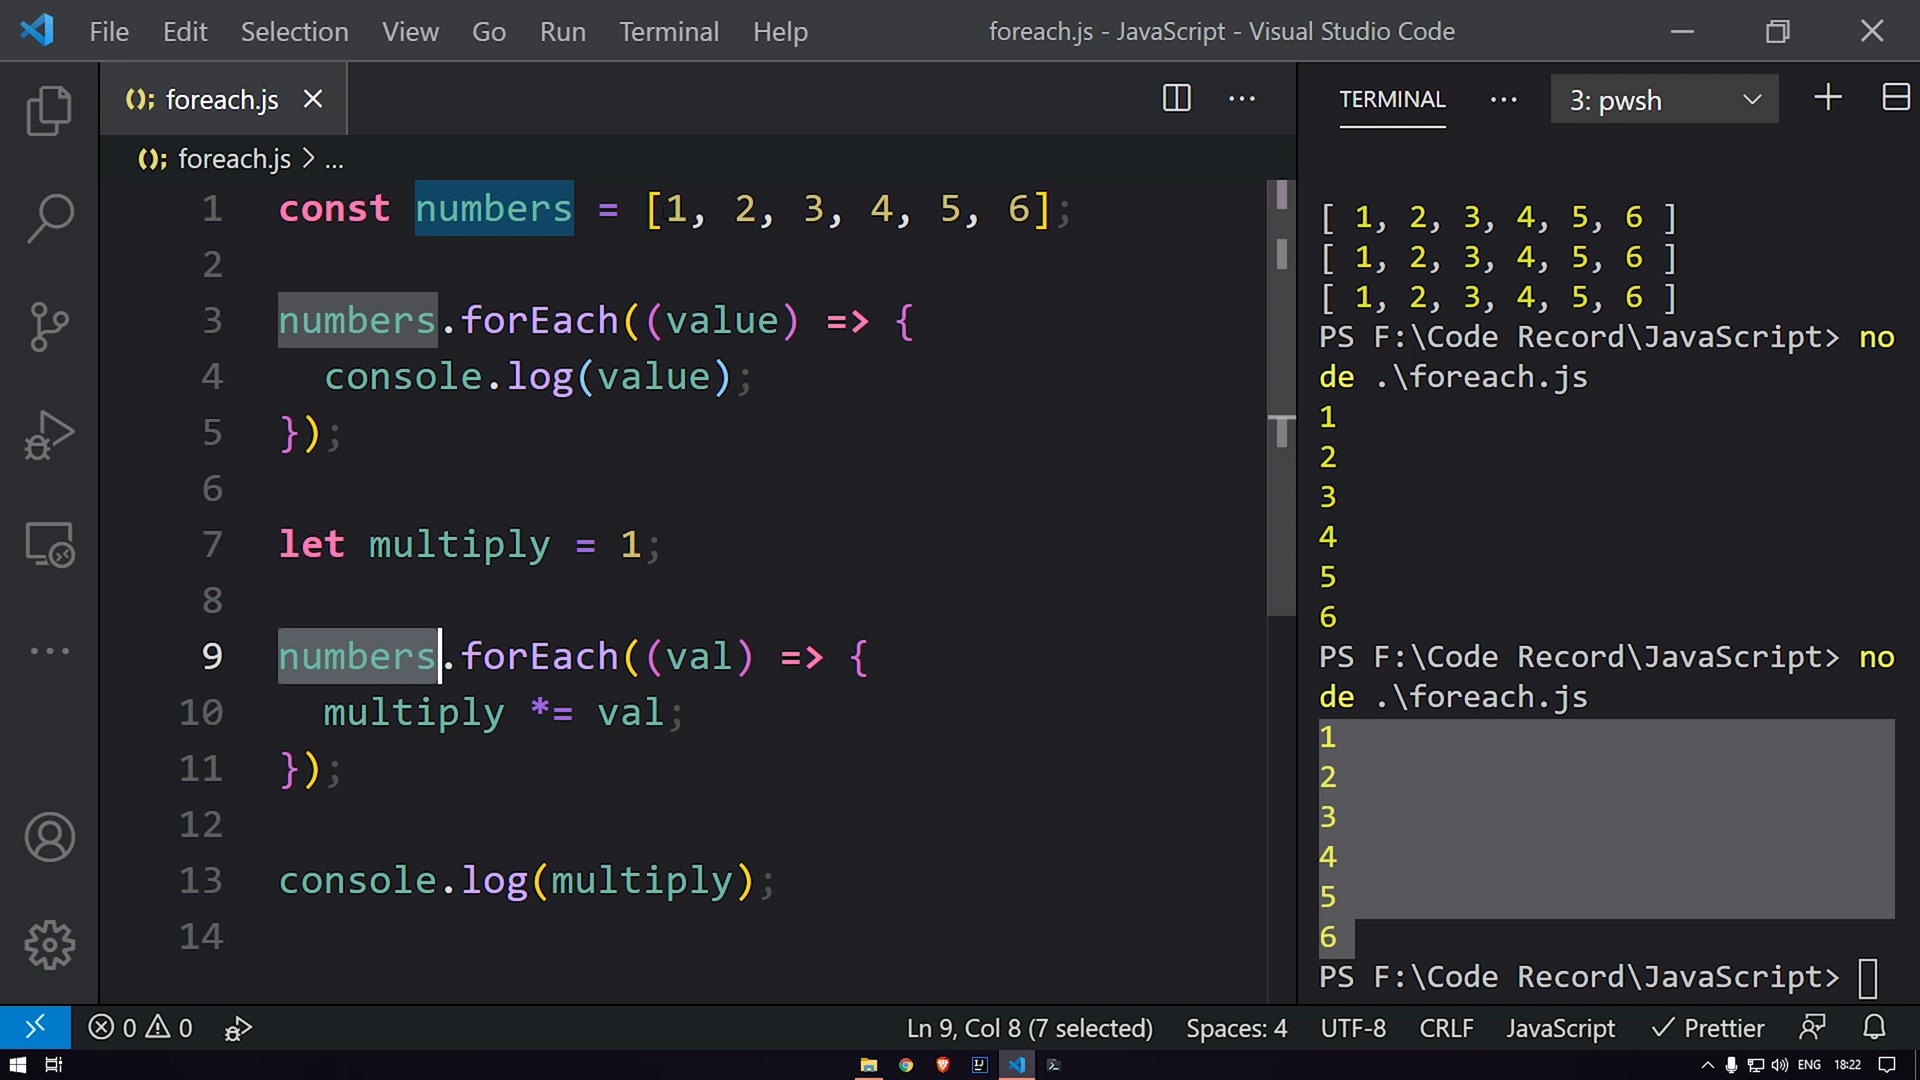 File Edit Selection View Go Run Terminal Help
foreach.js - JavaScript - Visual Studio Code
foreach.js
foreach.js > ...
1 const numbers = [1, 2, 3, 4, 5, 6];
2
3 numbers.forEach((value) => {
4 console.log(value);
5 });
6
7 let multiply = 1;
8
9 numbers.forEach((val) => {
10 multiply *= val;
11 });
12
13 console.log(multiply);
14
TERMINAL ... 3: pwsh
[ 1, 2, 3, 4, 5, 6 ]
[ 1, 2, 3, 4, 5, 6 ]
[ 1, 2, 3, 4, 5, 6 ]
PS F:\Code Record\JavaScript> no
de .\foreach.js
1
2
3
4
5
6
PS F:\Code Record\JavaScript> no
de .\foreach.js
1
2
3
4
5
6
PS F:\Code Record\JavaScript>
0 0 Ln 9, Col 8 (7 selected) Spaces: 4 UTF-8 CRLF JavaScript Prettier
ENG 18:22